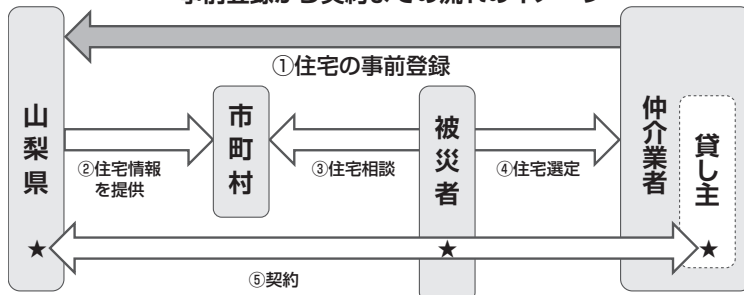 ①住宅の事前登録
山梨県
市町村
被災者
仲介業者
貸し主
②住宅情報
を提供
③住宅相談
④住宅選定
★
★
★
⑤契約